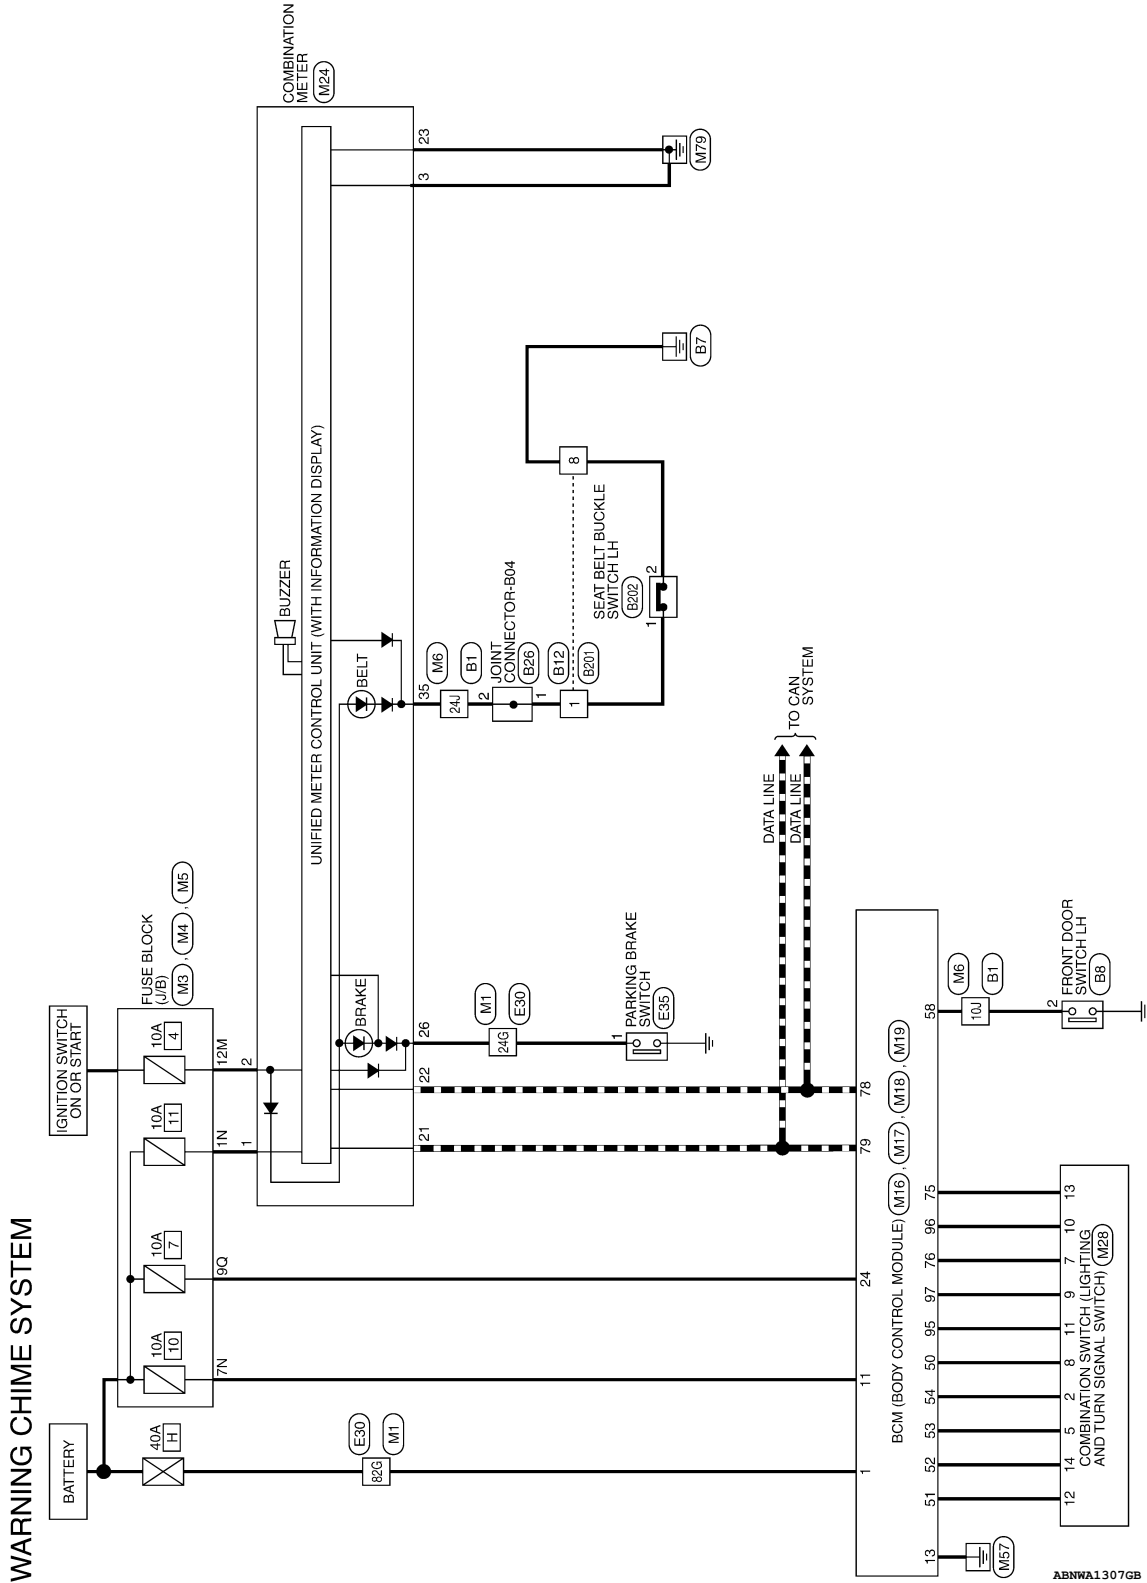 WARNING CHIME SYSTEM
BATTERY
IGNITION SWITCH
ON OR START
40A
H
10A
10
10A
7
10A
11
10A
4
FUSE BLOCK
(J/B)
M3 , M4 , M5
7N
9Q
1N
12M
1
2
E30
M1
82G
COMBINATION
METER
M24
BUZZER
UNIFIED METER CONTROL UNIT (WITH INFORMATION DISPLAY)
BRAKE
BELT
21
22
26
35
3
23
M1
E30
24G
1
PARKING BRAKE
SWITCH
E35
M6
B1
24J
2
JOINT
CONNECTOR-B04
B26
1
B12
B201
1
8
SEAT BELT BUCKLE
SWITCH LH
B202
1
2
B7
M79
DATA LINE
DATA LINE
TO CAN
SYSTEM
1
11
24
79
78
BCM (BODY CONTROL MODULE) M16 , M17 , M18 , M19
13
51
52
53
54
50
95
97
76
96
75
58
M57
12
14
5
2
8
11
9
7
10
13
COMBINATION SWITCH (LIGHTING
AND TURN SIGNAL SWITCH) M28
M6
B1
10J
2
FRONT DOOR
SWITCH LH
B8
ABNWA1307GB